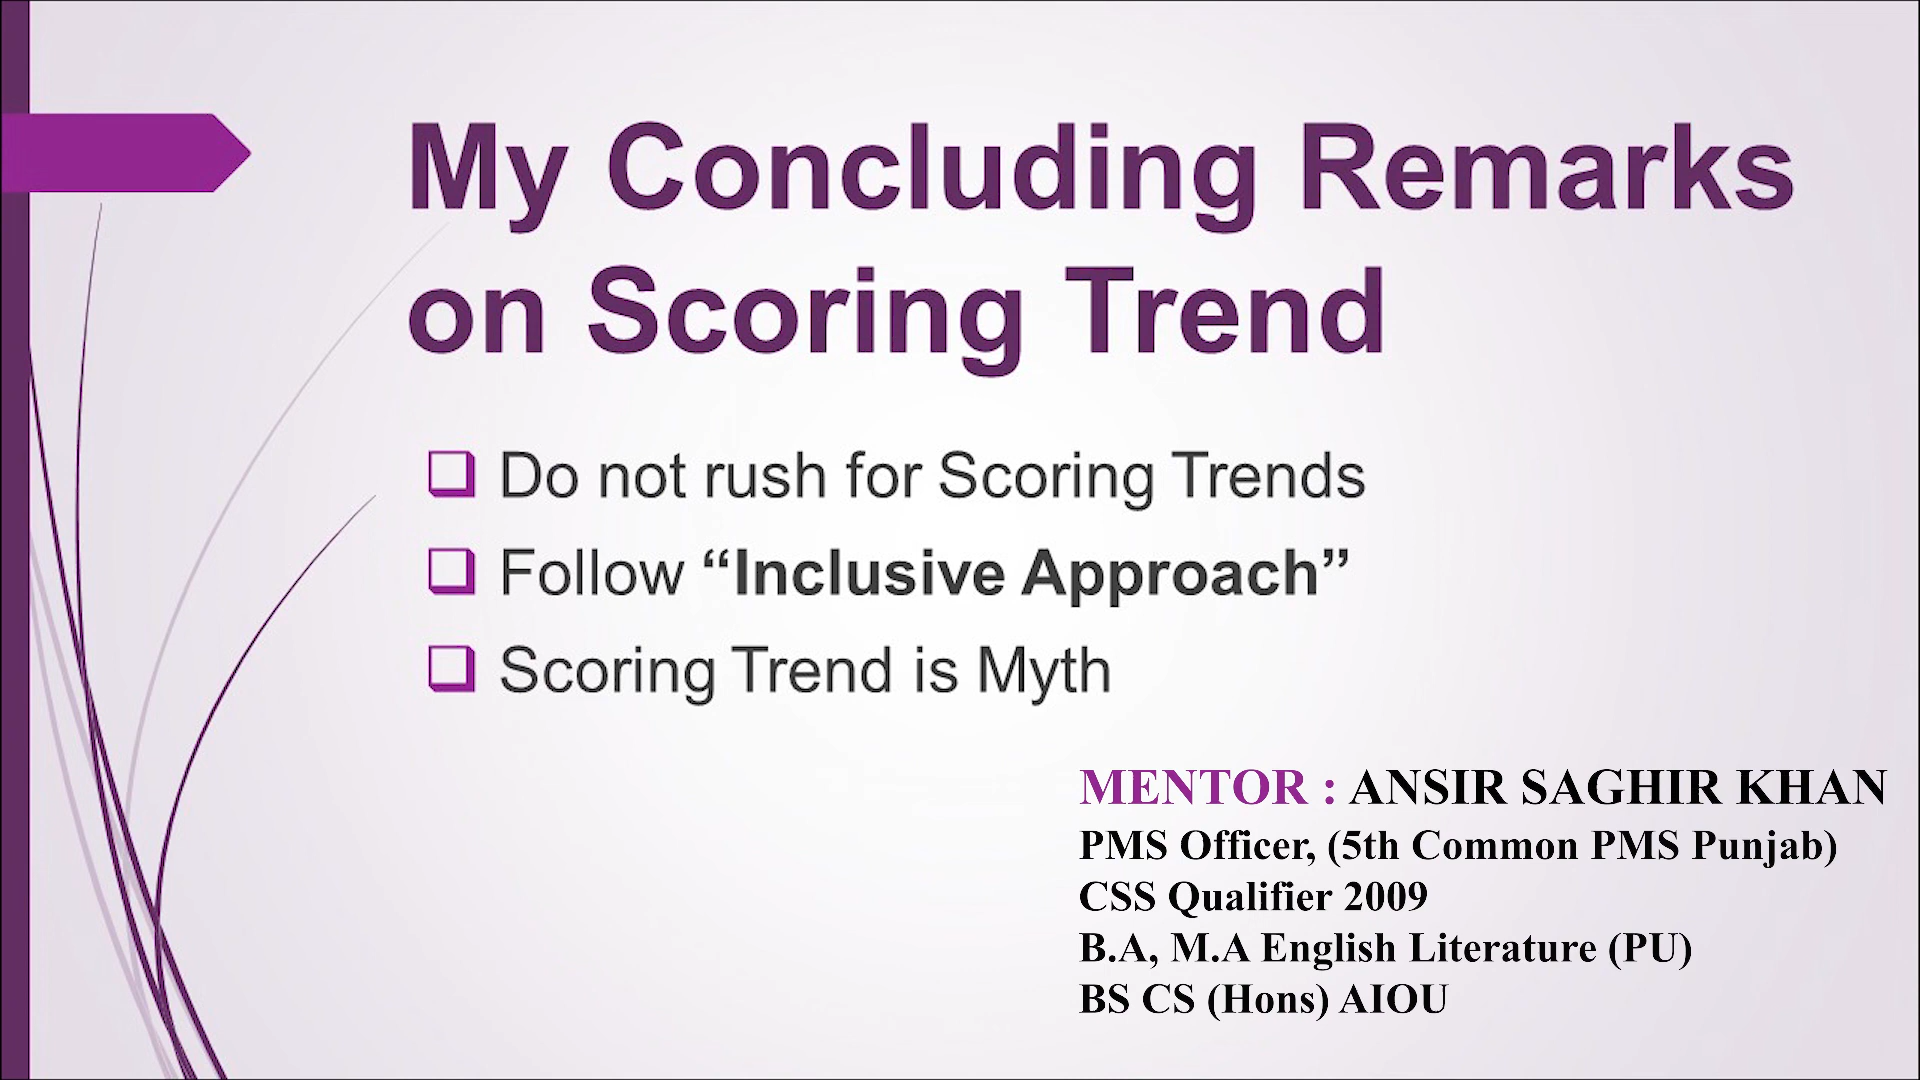 My Concluding Remarks
on Scoring Trend
Do not rush for Scoring Trends
Follow “Inclusive Approach”
Scoring Trend is Myth
MENTOR : ANSIR SAGHIR KHAN
PMS Officer, (5th Common PMS Punjab)
CSS Qualifier 2009
B.A, M.A English Literature (PU)
BS CS (Hons) AIOU